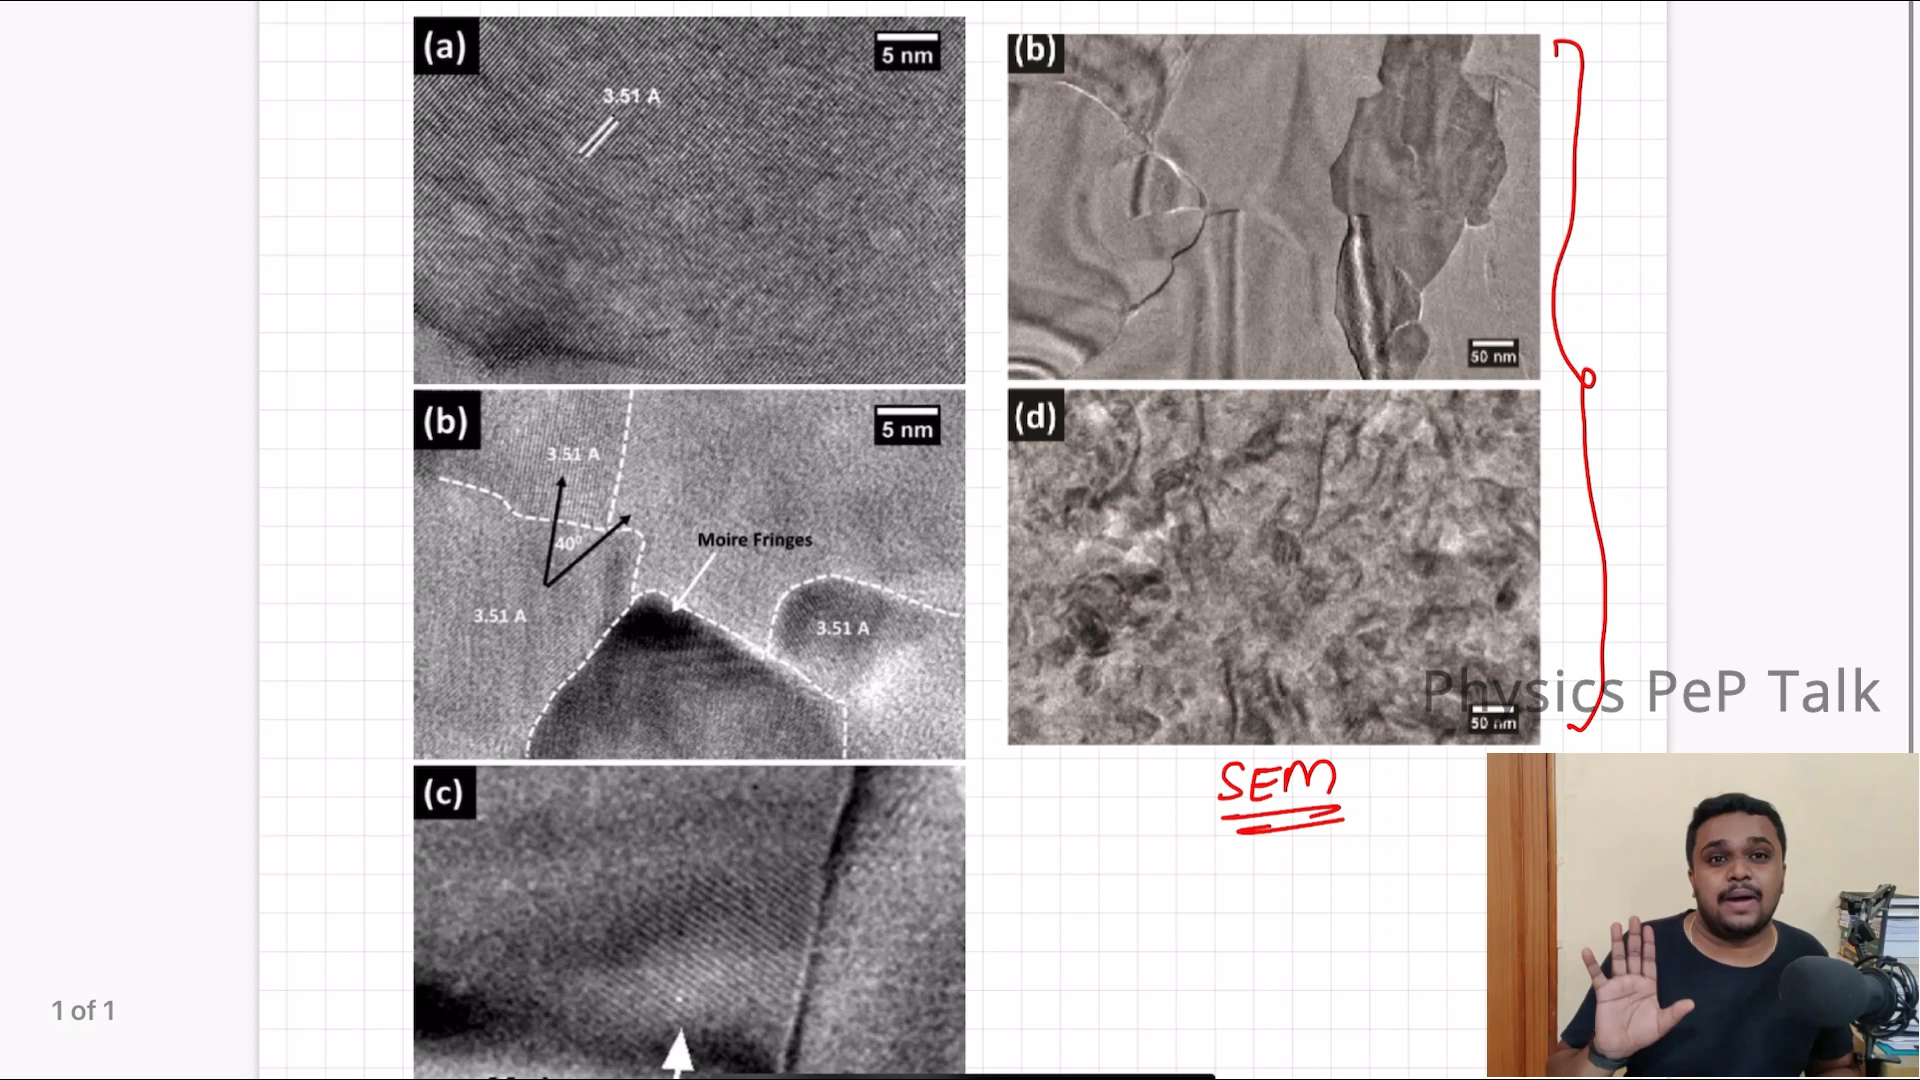 (a)
5 nm
3.51 A
(b)
5 nm
3.51 A
40°
Moire Fringes
3.51 A
3.51 A
(c)
(b)
50 nm
(d)
50 nm
Physics PeP Talk
SEM
1 of 1